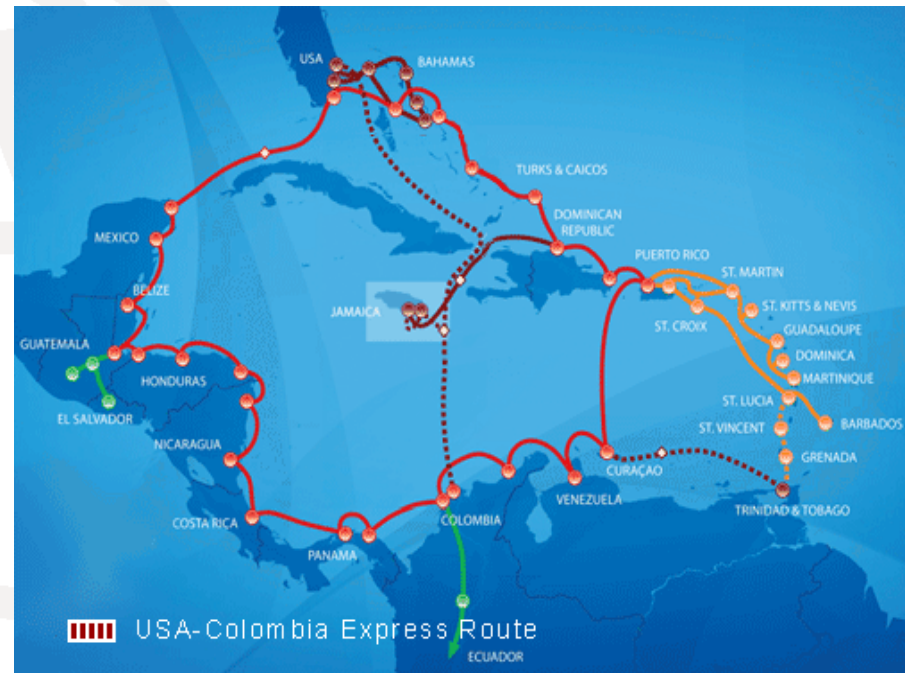 USA
BAHAMAS
TURKS & CAICOS
DOMINICAN
REPUBLIC
MEXICO
PUERTO RICO
ST. MARTIN
BELIZE
ST. KITTS & NEVIS
JAMAICA
ST. CROIX
GUADALOUPE
GUATEMALA
DOMINICA
HONDURAS
MARTINIQUE
ST. LUCIA
EL SALVADOR
BARBADOS
ST. VINCENT
NICARAGUA
GRENADA
CURAÇAO
VENEZUELA
TRINIDAD & TOBAGO
COSTA RICA
COLOMBIA
PANAMA
USA-Colombia Express Route
ECUADOR